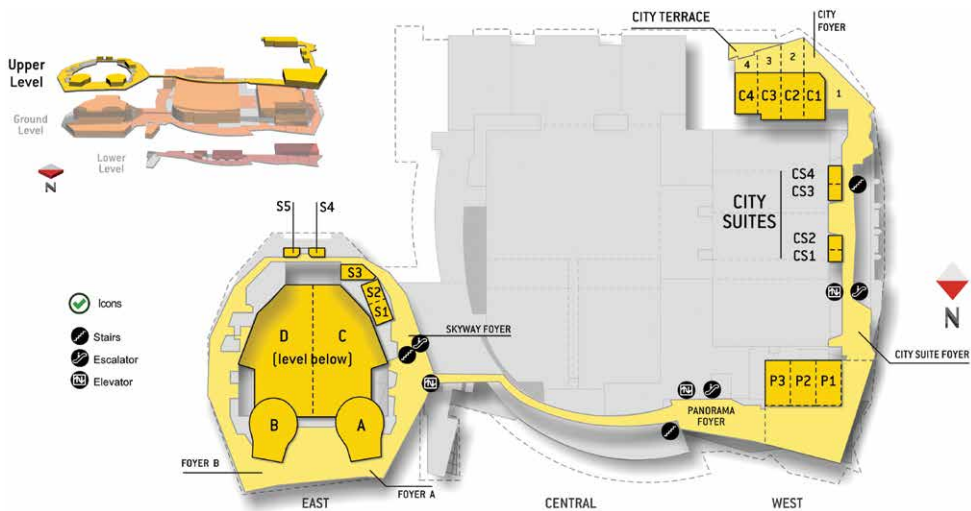 Upper
Level
Ground
Level
Lower
Level
N
CITY TERRACE
CITY
FOYER
4
3
2
1
C4
C3
C2
C1
CS4
CS3
CITY
SUITES
CS2
CS1
N
CITY SUITE FOYER
P3
P2
P1
PANORAMA
FOYER
S5
S4
S3
S2
S1
SKYWAY FOYER
D
C
(level below)
B
A
FOYER B
FOYER A
Icons
Stairs
Escalator
Elevator
EAST
CENTRAL
WEST